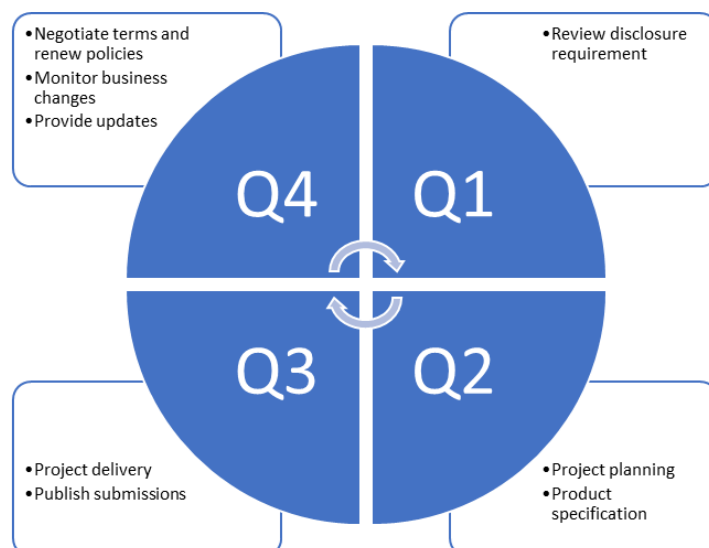 •Negotiate terms and
renew policies
•Monitor business
changes
•Provide updates
•Review disclosure
requirement
Q4
Q1
Q3
Q2
•Project delivery
•Publish submissions
•Project planning
•Product
specification